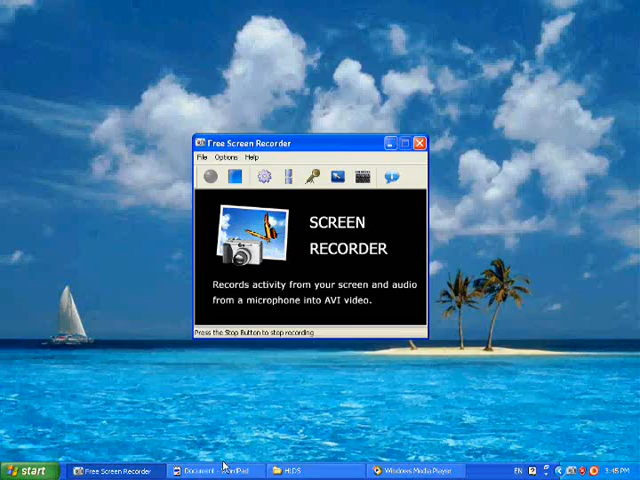 Free Screen Recorder
File Options Help
SCREEN
RECORDER
Records activity from your screen and audio
from a microphone into AVI video.
Press the Stop Button to stop recording
start
Free Screen Recorder
Document - WordPad
Windows Media Player
EN
3:45 PM